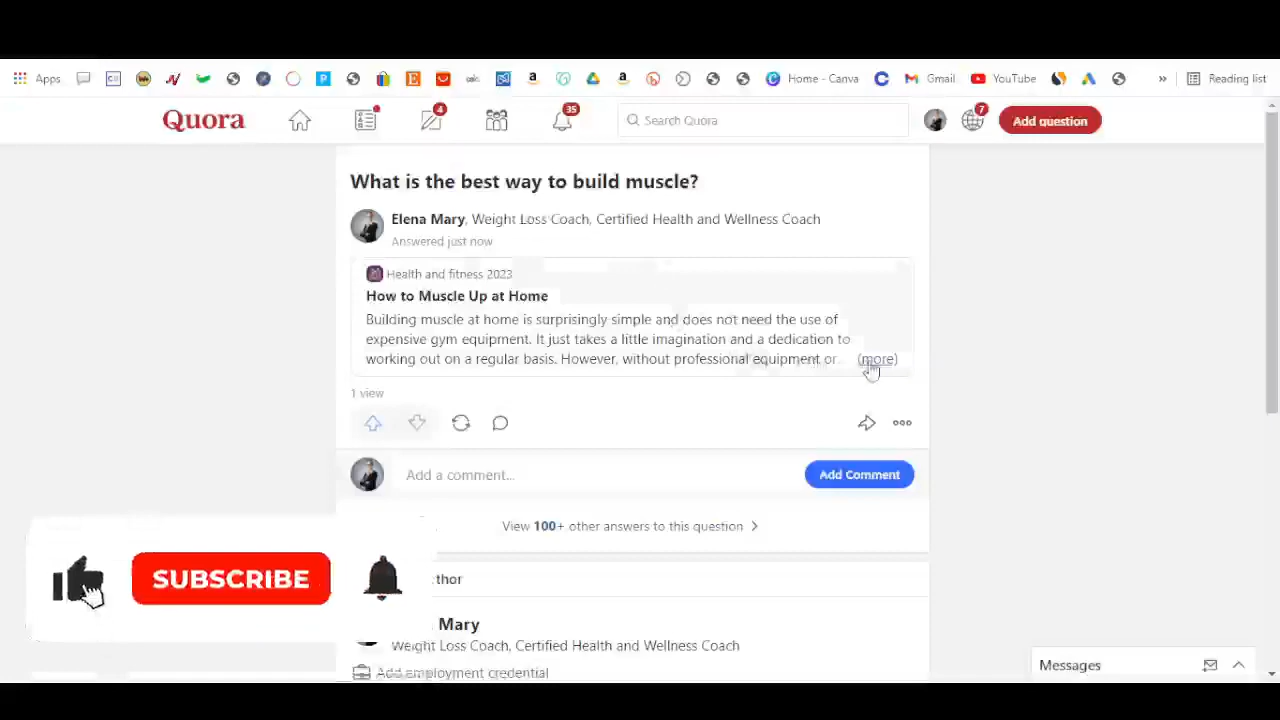 Apps
Home - Canva
Gmail
YouTube
»
Reading list
Quora
4
35
Search Quora
7
Add question
What is the best way to build muscle?
Elena Mary, Weight Loss Coach, Certified Health and Wellness Coach
Answered just now
Health and fitness 2023
How to Muscle Up at Home
Building muscle at home is surprisingly simple and does not need the use of
expensive gym equipment. It just takes a little imagination and a dedication to
working out on a regular basis. However, without professional equipment or... (more)
1 view
Add a comment...
Add Comment
View 100+ other answers to this question
SUBSCRIBE
thor
Mary
Weight Loss Coach, Certified Health and Wellness Coach
Add employment credential
Messages